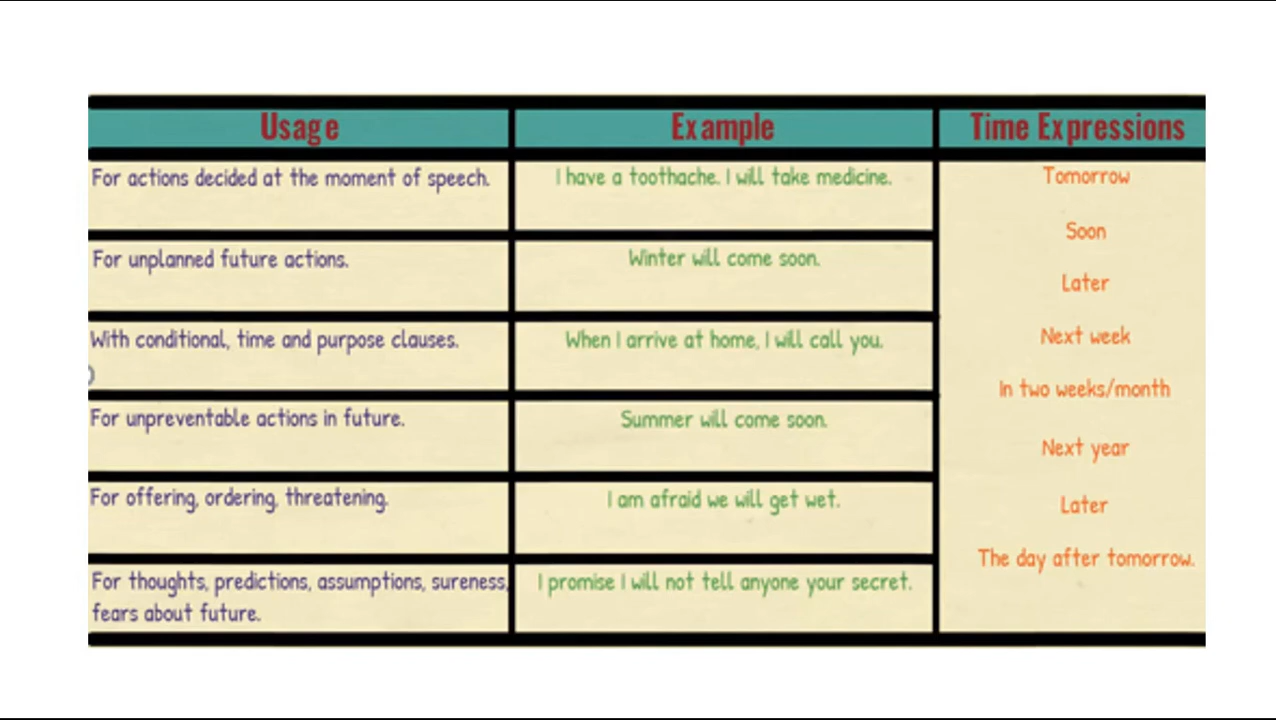 Usage Example Time Expressions
For actions decided at the moment of speech. I have a toothache. I will take medicine. Tomorrow
Soon
For unplanned future actions. Winter will come soon.
Later
With conditional, time and purpose clauses. When I arrive at home, I will call you. Next week
In two weeks/month
For unpreventable actions in future. Summer will come soon.
Next year
For offering, ordering, threatening. I am afraid we will get wet. Later
The day after tomorrow.
For thoughts, predictions, assumptions, sureness, I promise I will not tell anyone your secret.
fears about future.